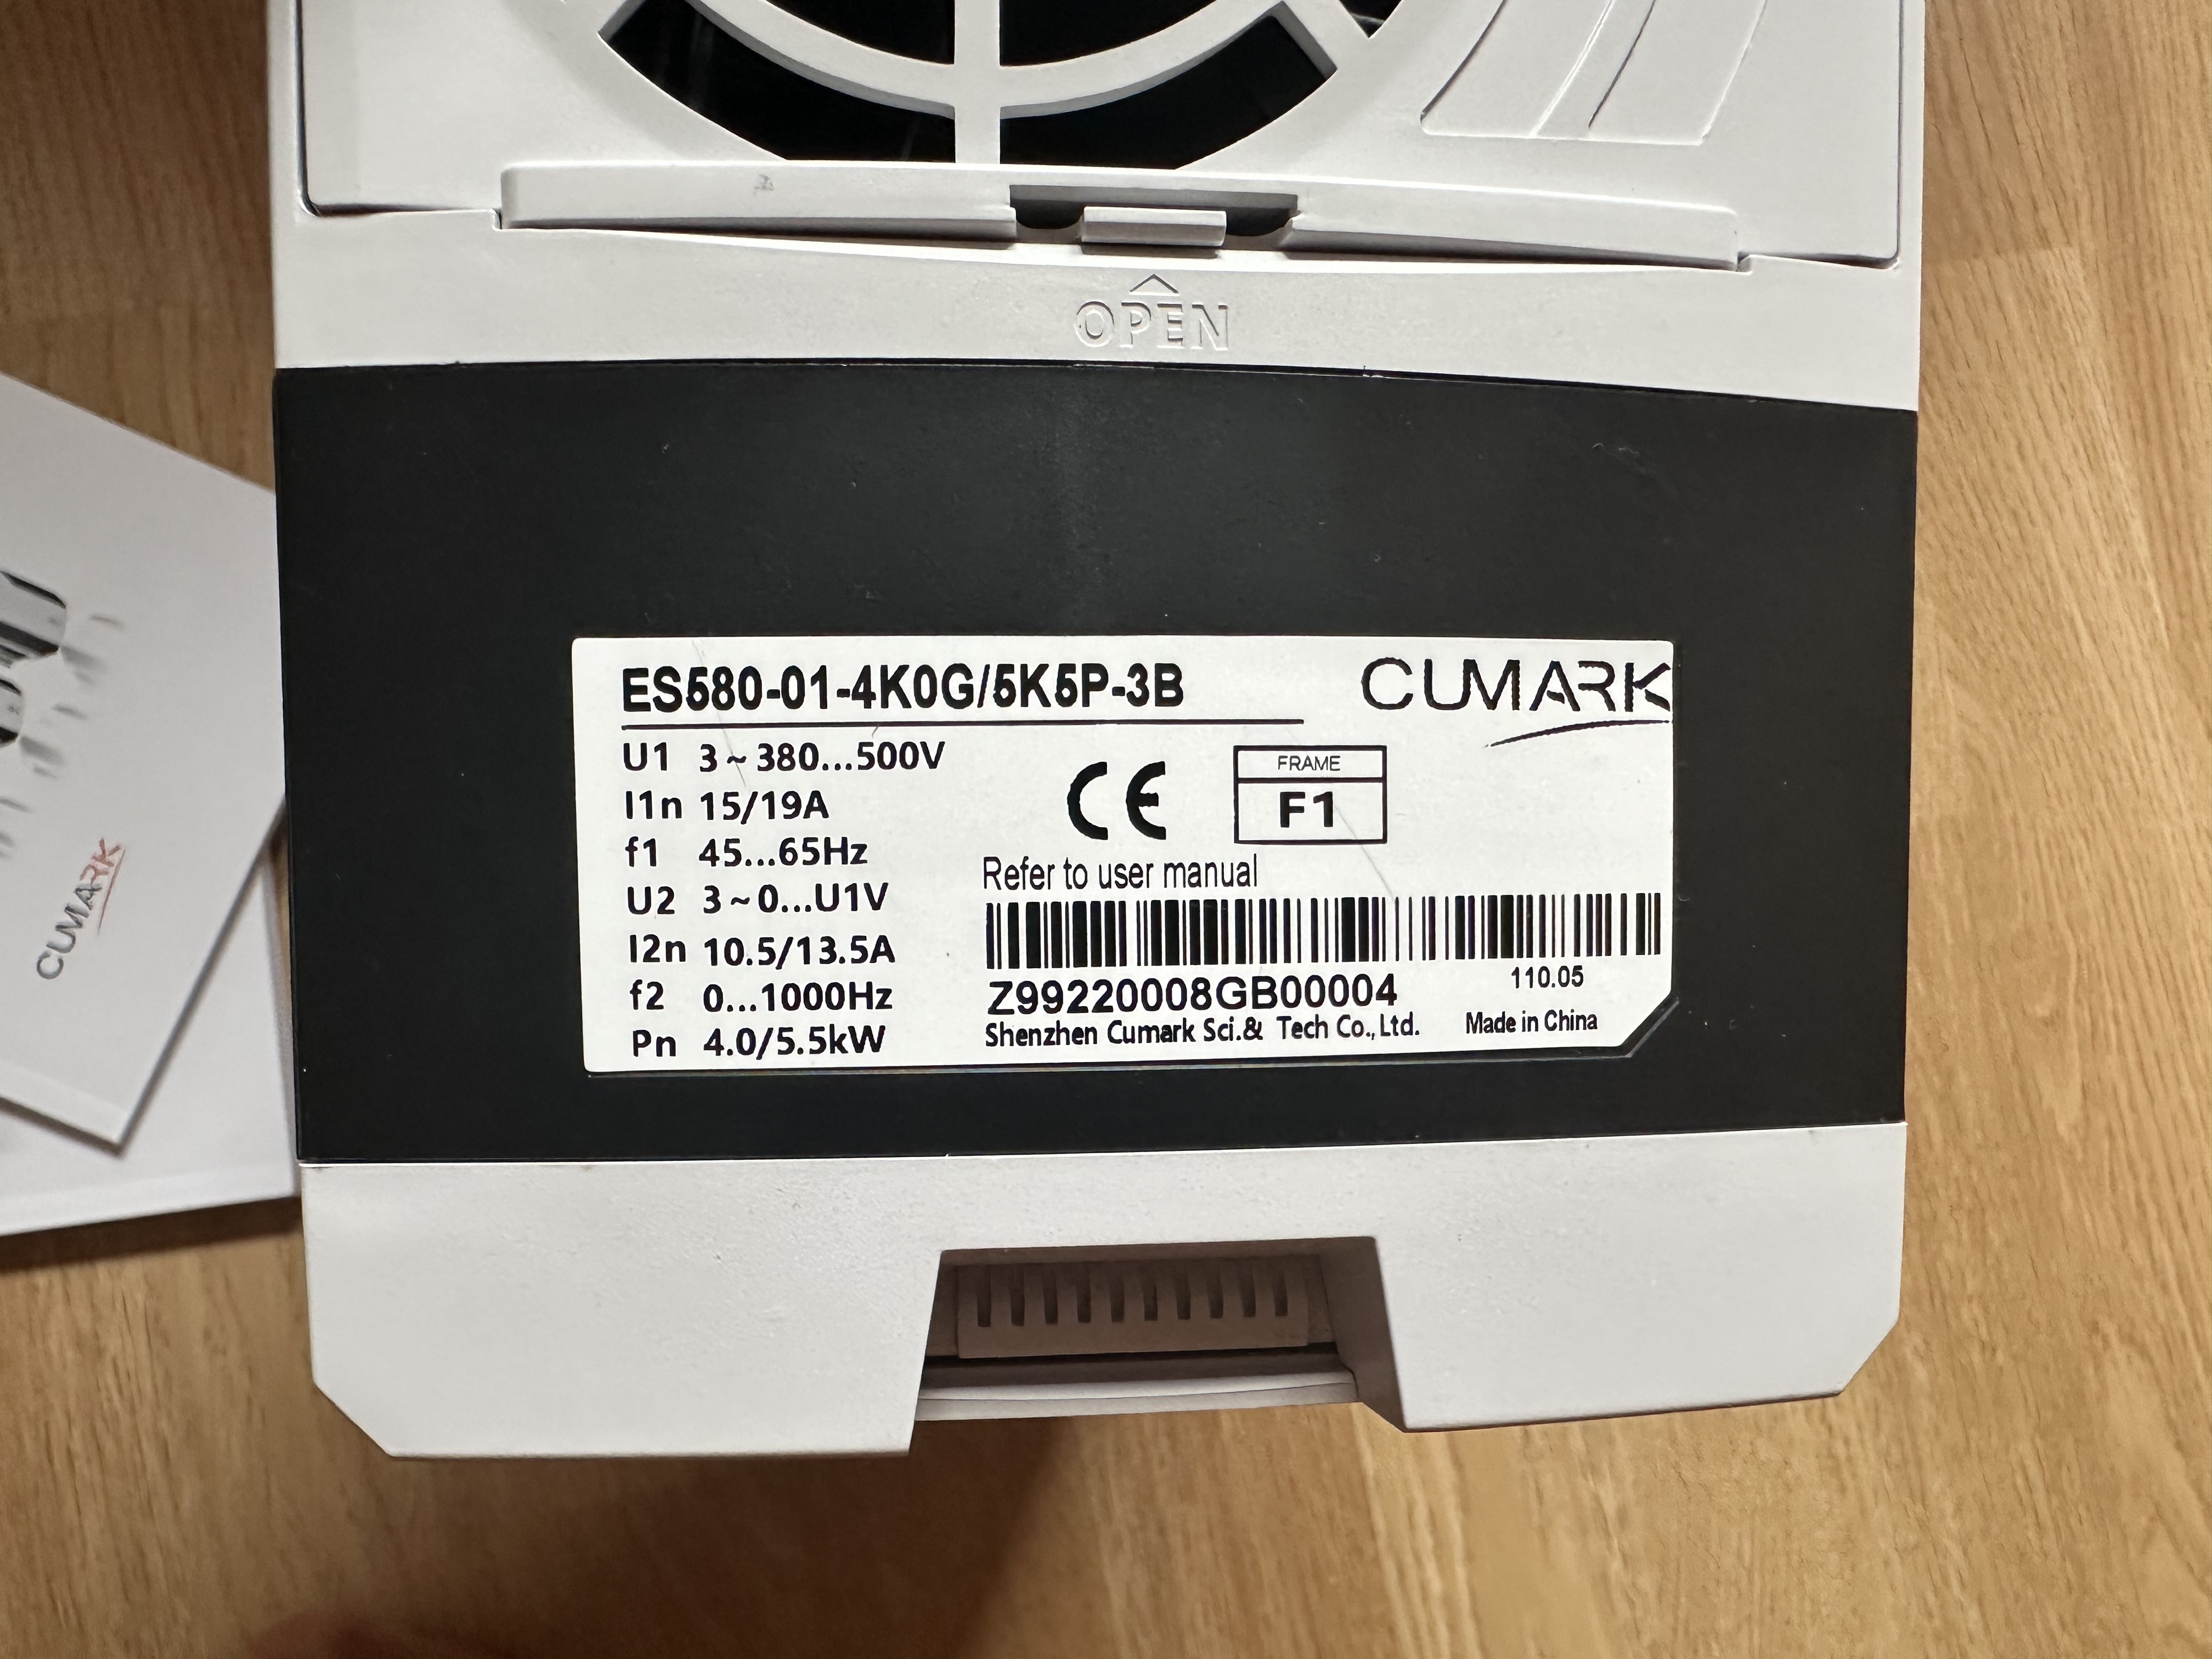 OPEN
ES580-01-4K0G/5K5P-3B
CUMARK
U1 3~380...500V
I1n 15/19A
f1 45...65Hz
U2 3~0...U1V
I2n 10.5/13.5A
f2 0...1000Hz
Pn 4.0/5.5kW
CE
FRAME
F1
Refer to user manual
Z99220008GB00004
110.05
Shenzhen Cumark Sci.& Tech Co.,Ltd.
Made in China
CUMARK